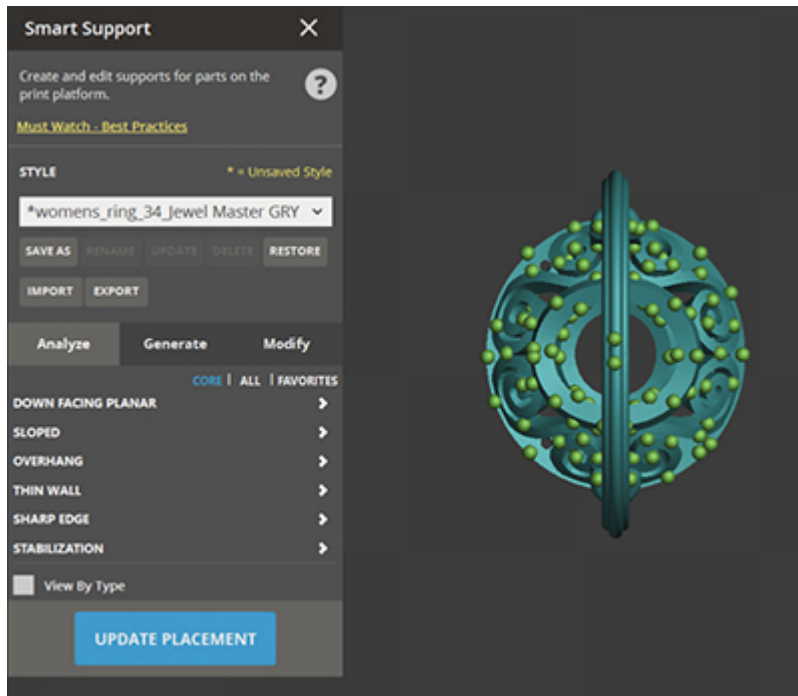 Smart Support
Create and edit supports for parts on the
print platform.
?
Must Watch - Best Practices
STYLE * = Unsaved Style
*womens_ring_34_Jewel Master GRY
SAVE AS RENAME UPDATE DELETE RESTORE
IMPORT EXPORT
Analyze Generate Modify
CORE | ALL | FAVORITES
DOWN FACING PLANAR
SLOPED
OVERHANG
THIN WALL
SHARP EDGE
STABILIZATION
View By Type
UPDATE PLACEMENT